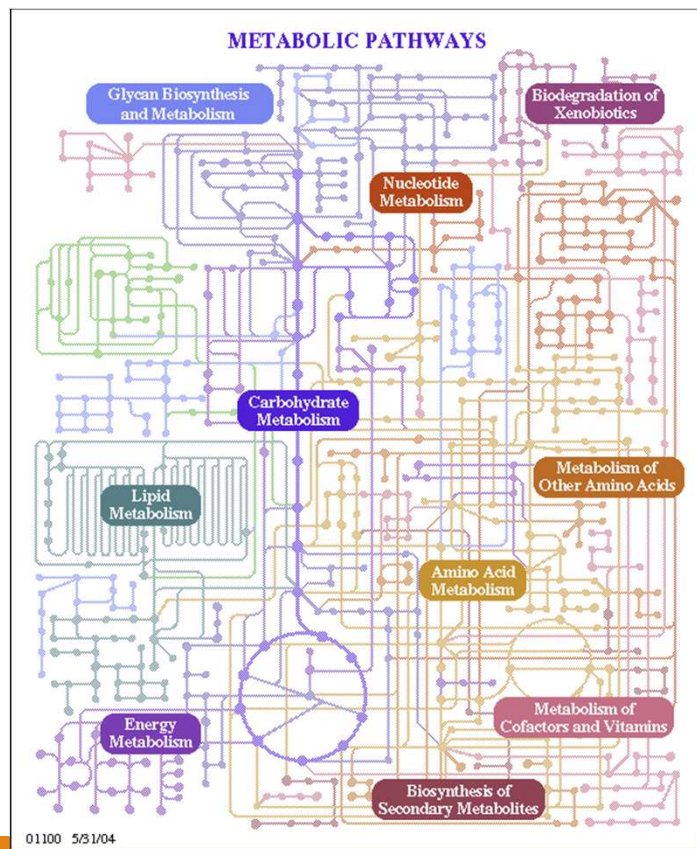 METABOLIC PATHWAYS
Glycan Biosynthesis
and Metabolism
Biodegradation of
Xenobiotics
Nucleotide
Metabolism
Carbohydrate
Metabolism
Lipid
Metabolism
Metabolism of
Other Amino Acids
Amino Acid
Metabolism
Metabolism of
Cofactors and Vitamins
Energy
Metabolism
Biosynthesis of
Secondary Metabolites
01100 5/31/04